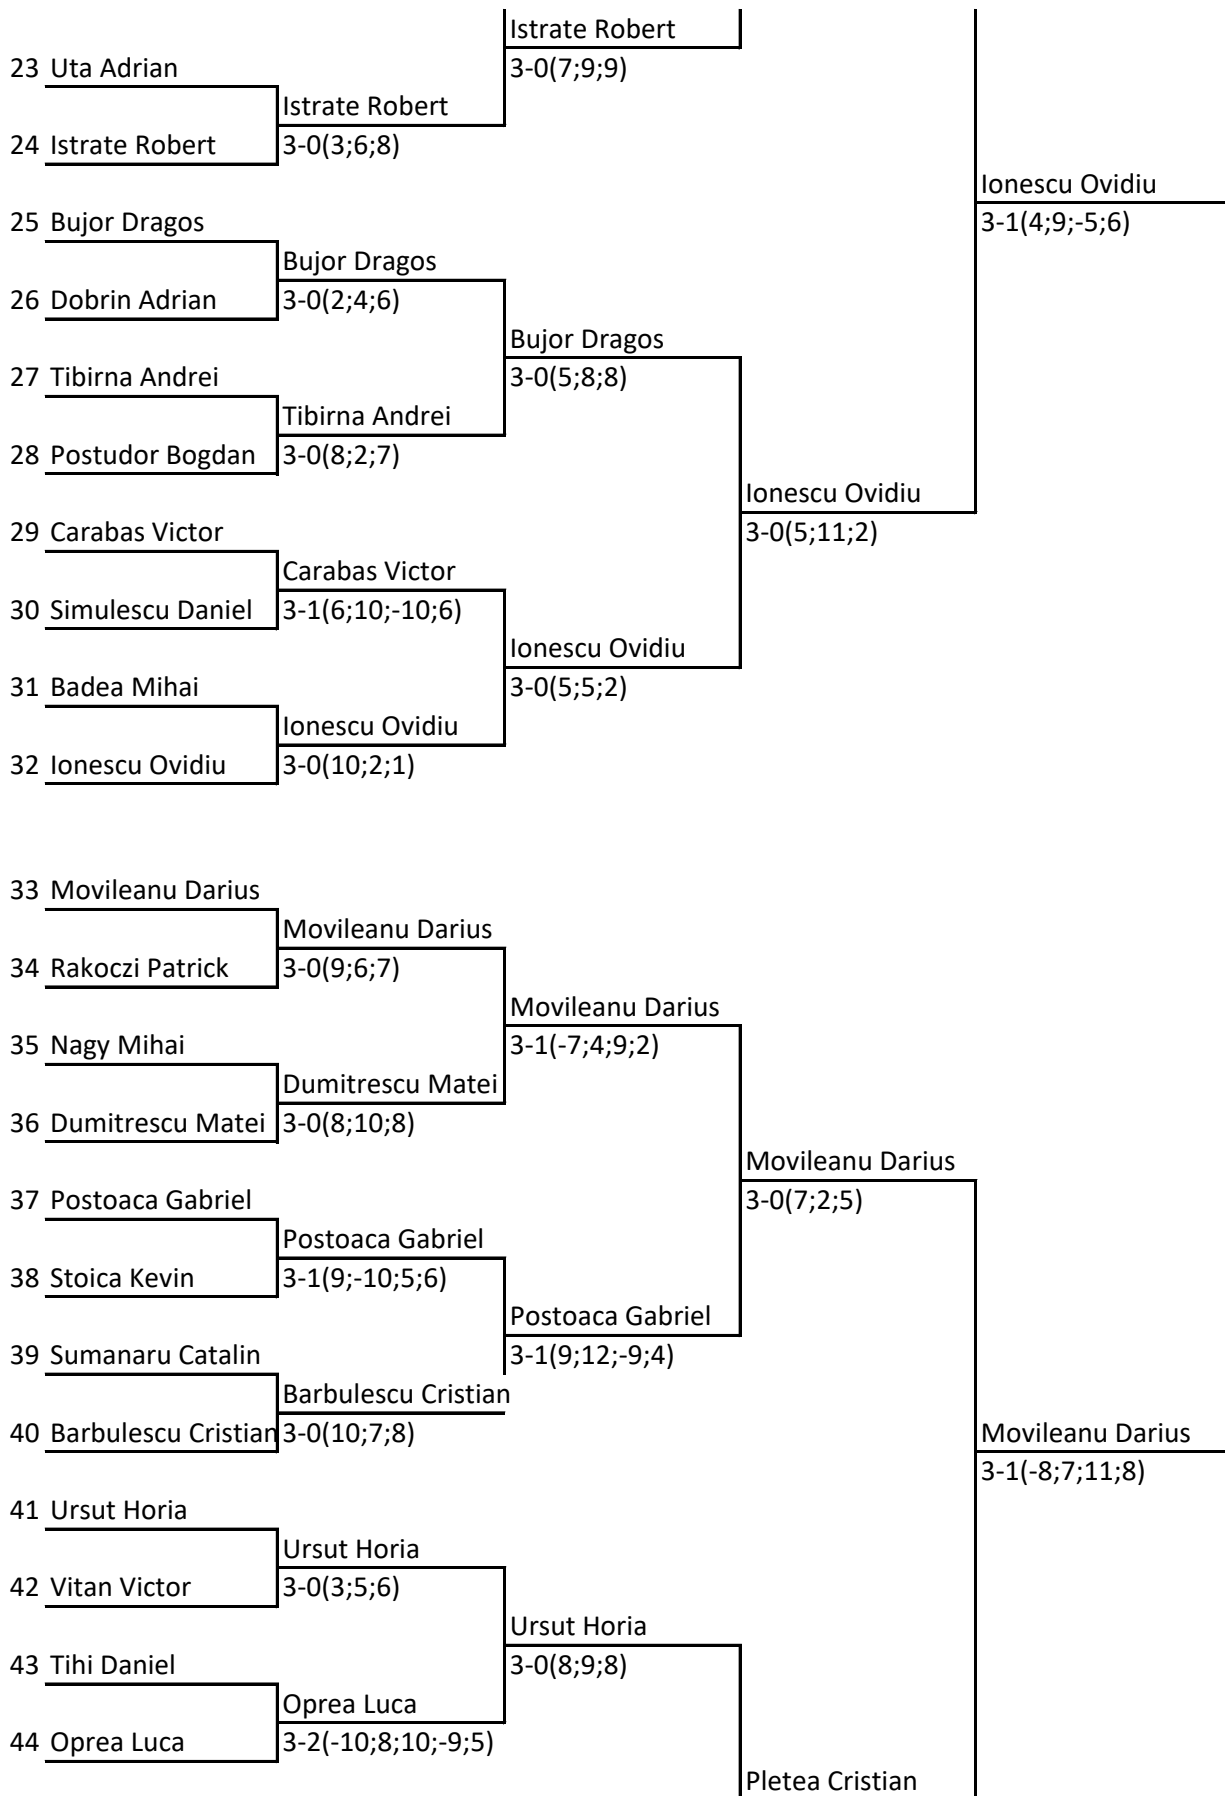 Istrate Robert
23 Uta Adrian 3-0(7;9;9)
Istrate Robert
24 Istrate Robert 3-0(3;6;8)
Ionescu Ovidiu
25 Bujor Dragos 3-1(4;9;-5;6)
Bujor Dragos
26 Dobrin Adrian 3-0(2;4;6)
Bujor Dragos
27 Tibirna Andrei 3-0(5;8;8)
Tibirna Andrei
28 Postudor Bogdan 3-0(8;2;7)
Ionescu Ovidiu
29 Carabas Victor 3-0(5;11;2)
Carabas Victor
30 Simulescu Daniel 3-1(6;10;-10;6)
Ionescu Ovidiu
31 Badea Mihai 3-0(5;5;2)
Ionescu Ovidiu
32 Ionescu Ovidiu 3-0(10;2;1)
33 Movileanu Darius
Movileanu Darius
34 Rakoczi Patrick 3-0(9;6;7)
Movileanu Darius
35 Nagy Mihai 3-1(-7;4;9;2)
Dumitrescu Matei
36 Dumitrescu Matei 3-0(8;10;8)
Movileanu Darius
37 Postoaca Gabriel 3-0(7;2;5)
Postoaca Gabriel
38 Stoica Kevin 3-1(9;-10;5;6)
Postoaca Gabriel
39 Sumanaru Catalin 3-1(9;12;-9;4)
Barbulescu Cristian
40 Barbulescu Cristian 3-0(10;7;8) Movileanu Darius
3-1(-8;7;11;8)
41 Ursut Horia
Ursut Horia
42 Vitan Victor 3-0(3;5;6)
Ursut Horia
43 Tihi Daniel 3-0(8;9;8)
Oprea Luca
44 Oprea Luca 3-2(-10;8;10;-9;5)
Pletea Cristian